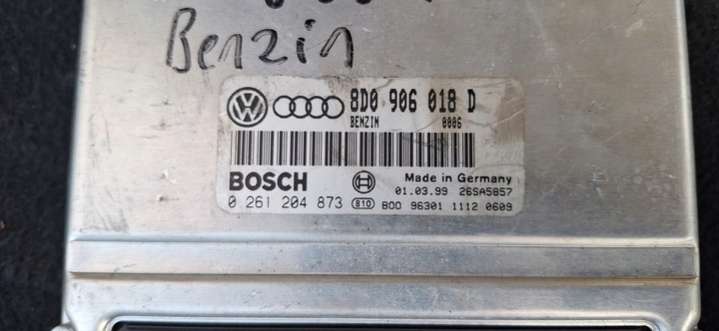 Benzin
8D0 906 018 D
BENZIN 0006
BOSCH Made in Germany
01.03.99 26SA5857
0 261 204 873 810 BOO 96301 1112 0609